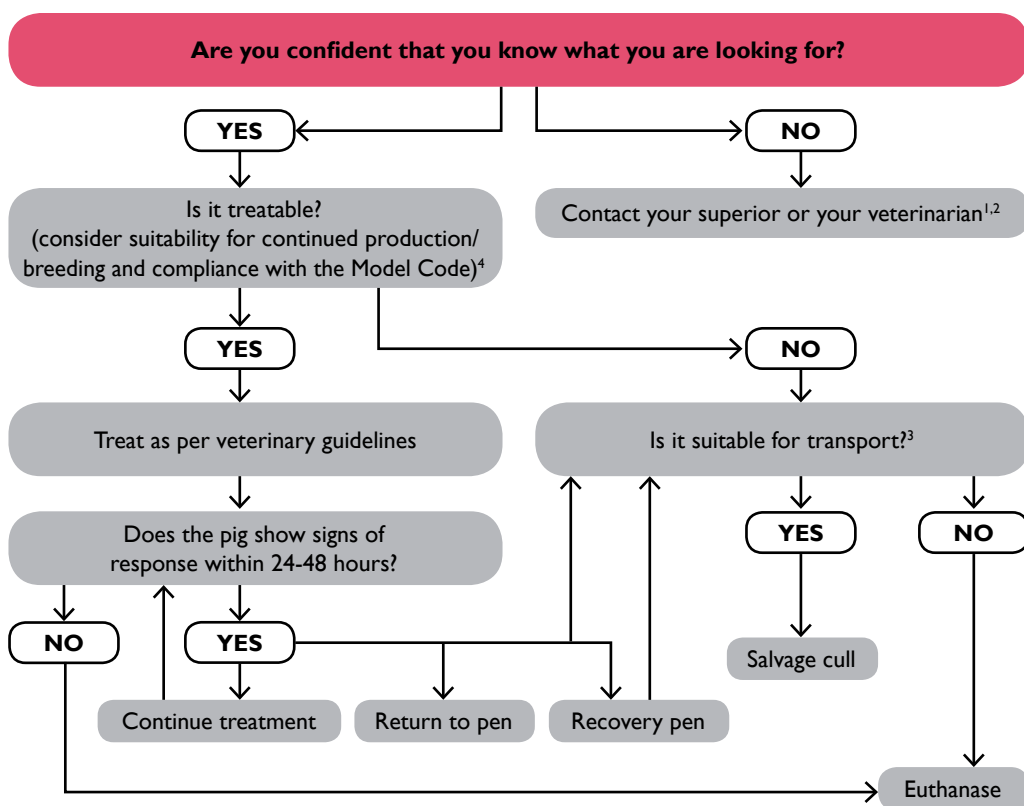 Are you confident that you know what you are looking for?
YES
NO
Is it treatable?
(consider suitability for continued production/
breeding and compliance with the Model Code)⁴
Contact your superior or your veterinarian¹,²
YES
NO
Treat as per veterinary guidelines
Is it suitable for transport?³
Does the pig show signs of
response within 24-48 hours?
YES
NO
NO
YES
Salvage cull
Continue treatment
Return to pen
Recovery pen
Euthanase